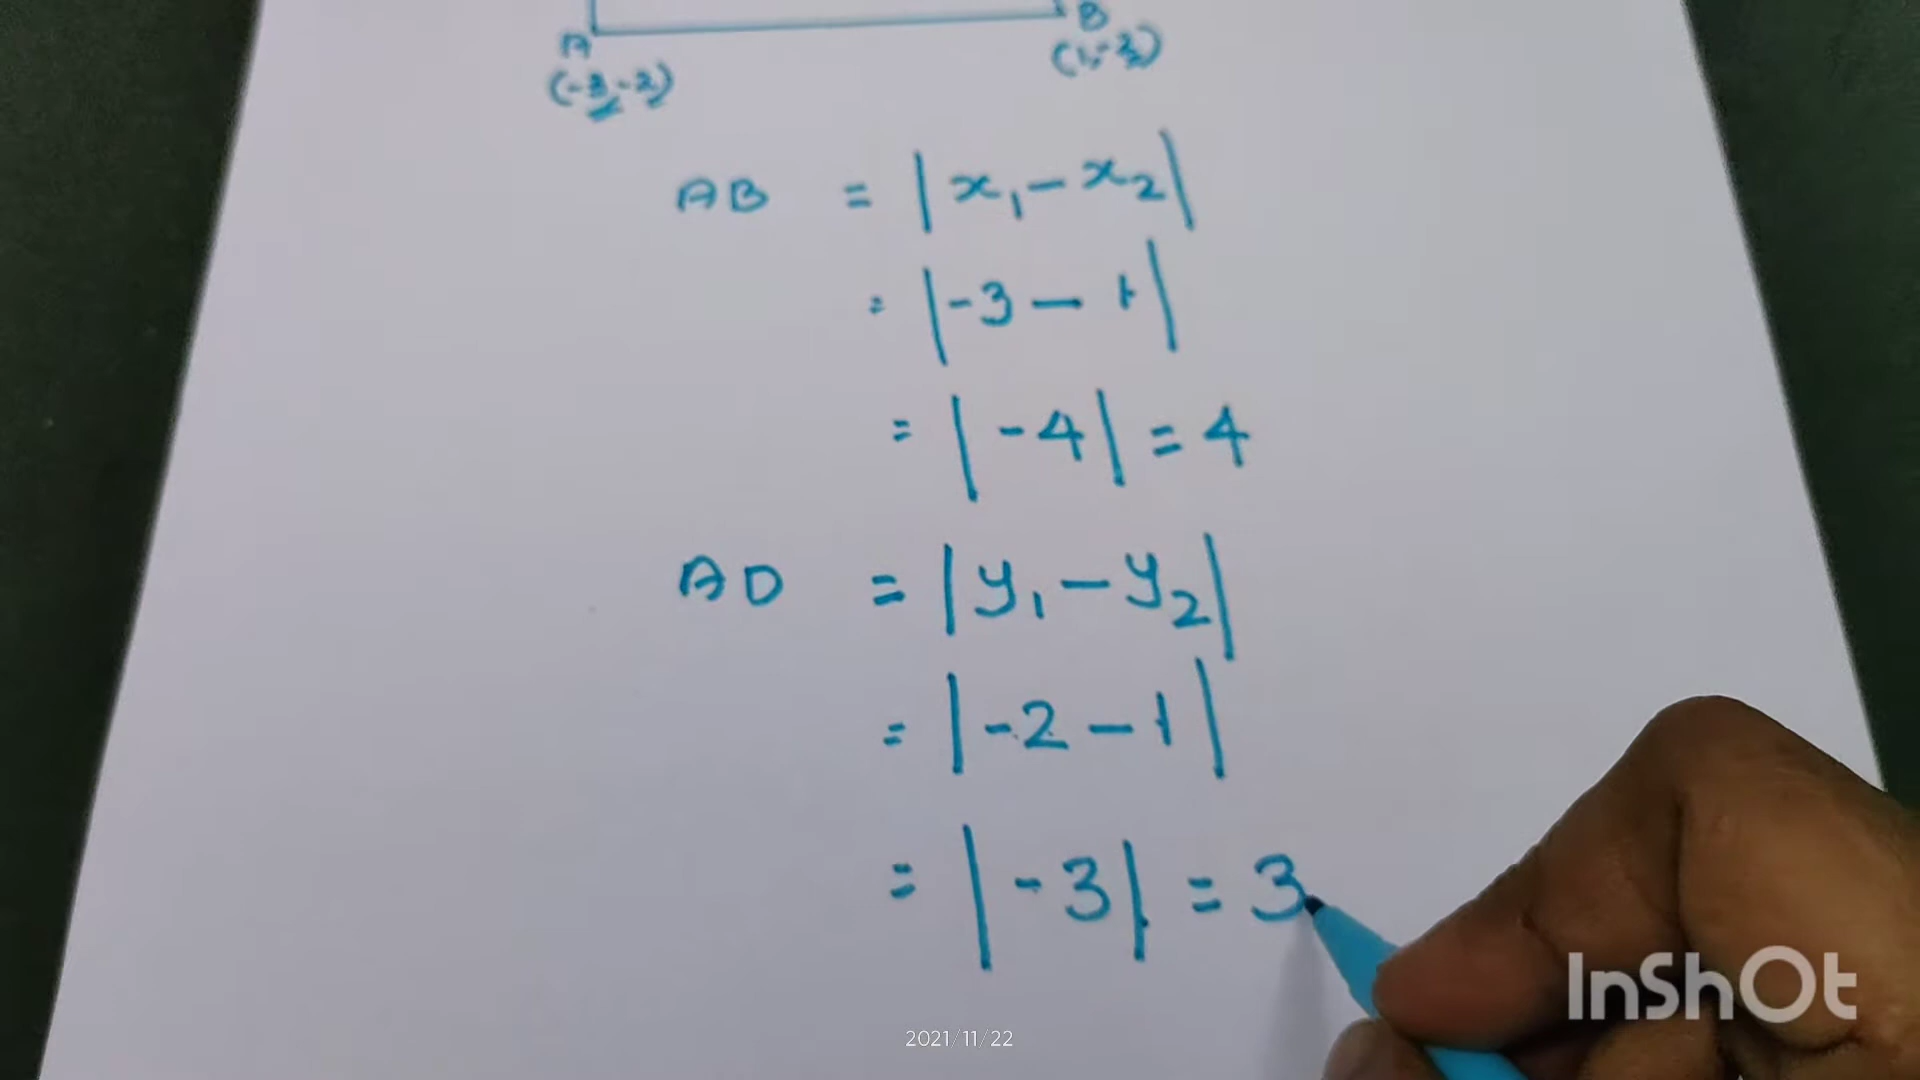 A B
(-3,-2) (1,-2)
AB = |x₁ - x₂|
= |-3 - 1|
= |-4| = 4
AD = |y₁ - y₂|
= |-2 - 1|
= |-3| = 3
InShOt
2021/11/22